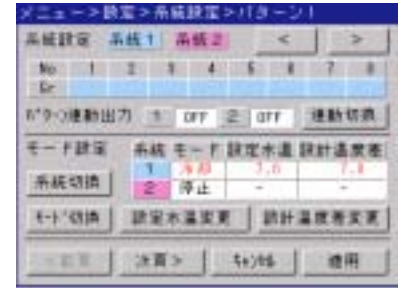 メニュー>設定>系統設定>パターン1
系統設定 系統1 系統2 < >
No 1 2 3 4 5 6 7 8
Gr
パターン連動出力 1 OFF 2 OFF 連動切換
モード設定 系統 モード 設定水温 設計温度差
1 冷却 7.0
系統切換 2 停止 - -
モード切換 設定水温変更 設計温度差変更
次頁> キャンセル 適用